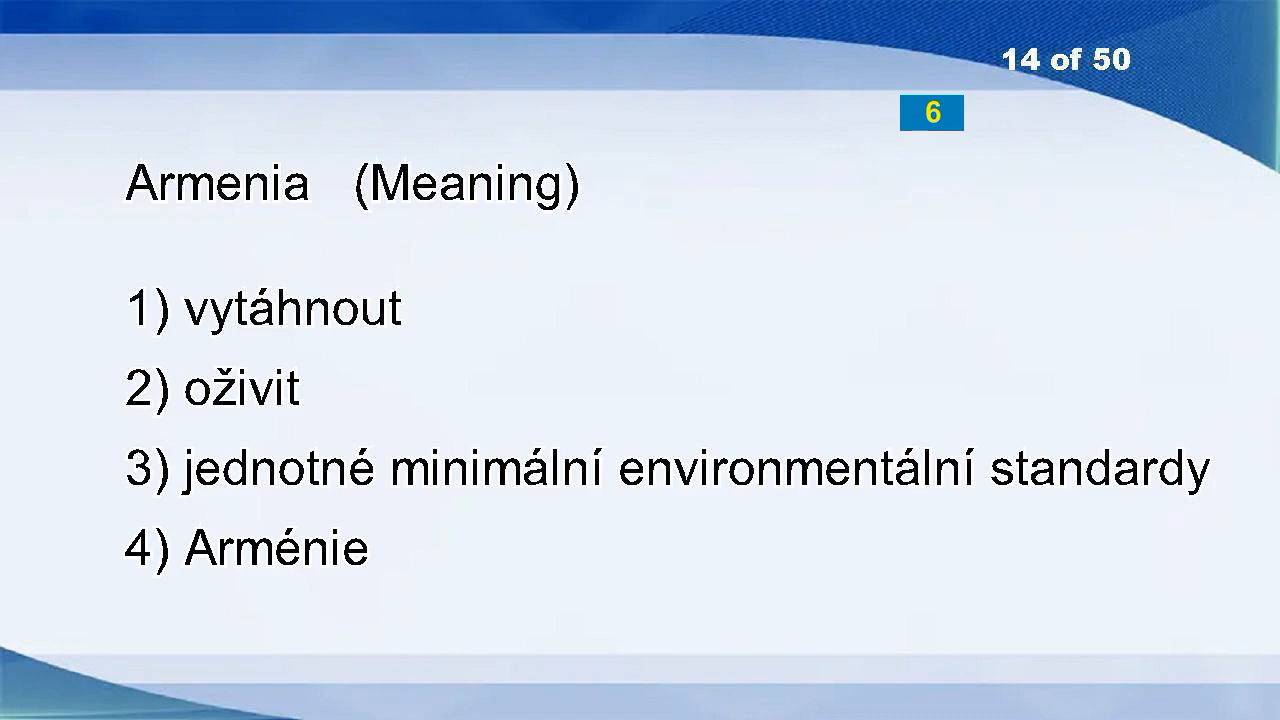 14 of 50
6
Armenia (Meaning)
1) vytáhnout
2) oživit
3) jednotné minimální environmentální standardy
4) Arménie